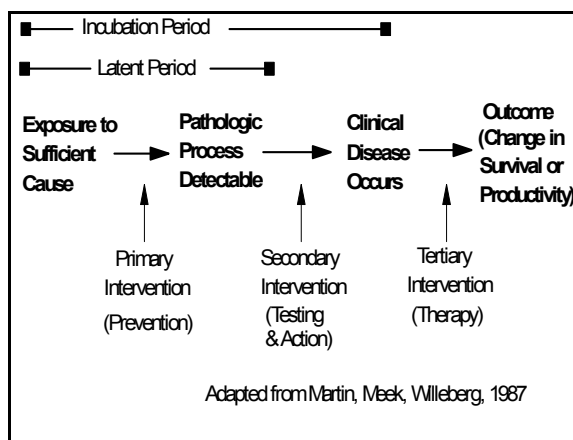 Incubation Period
Latent Period
Exposure to
Sufficient
Cause
Pathologic
Process
Detectable
Clinical
Disease
Occurs
Outcome
(Change in
Survival or
Productivity)
Primary
Intervention
(Prevention)
Secondary
Intervention
(Testing
& Action)
Tertiary
Intervention
(Therapy)
Adapted from Martin, Meek, Willeberg, 1987